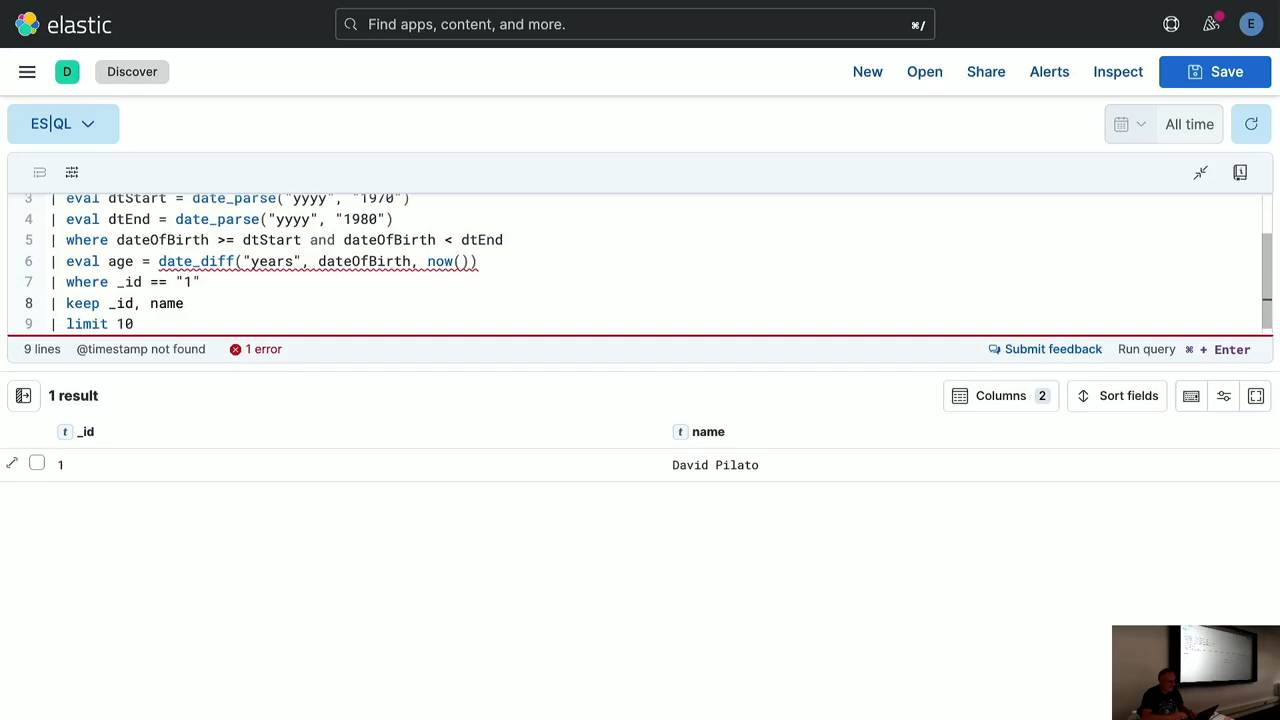 elastic
Find apps, content, and more.
⌘/
E
D
Discover
New
Open
Share
Alerts
Inspect
Save
ES|QL
All time
3 | eval dtStart = date_parse("yyyy", "1970")
4 | eval dtEnd = date_parse("yyyy", "1980")
5 | where dateOfBirth >= dtStart and dateOfBirth < dtEnd
6 | eval age = date_diff("years", dateOfBirth, now())
7 | where _id == "1"
8 | keep _id, name
9 | limit 10
9 lines @timestamp not found 1 error Submit feedback Run query ⌘ + Enter
1 result
Columns 2
Sort fields
t _id
t name
1
David Pilato